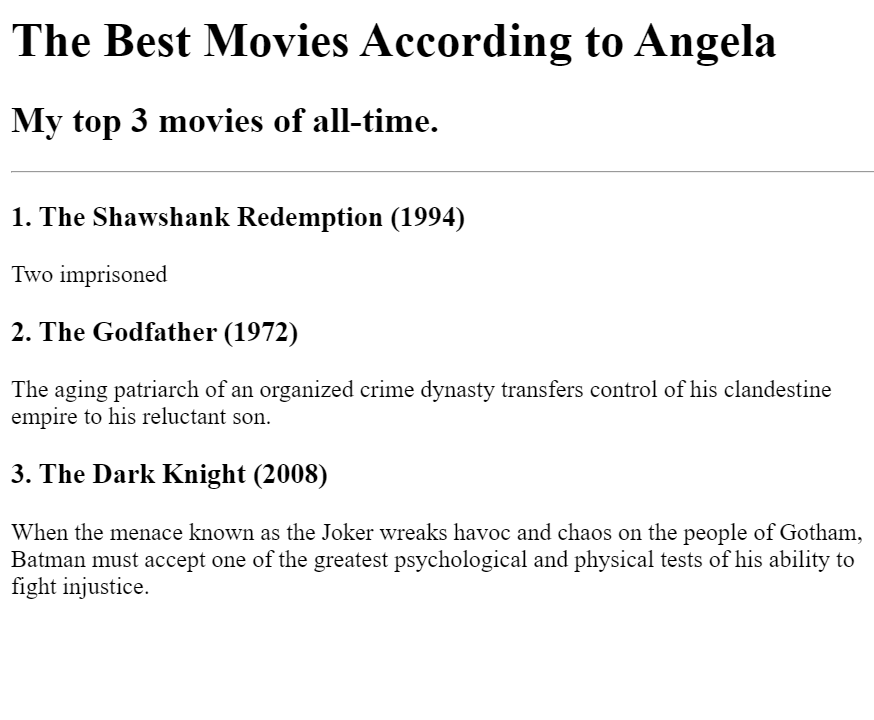 The Best Movies According to Angela
My top 3 movies of all-time.
1. The Shawshank Redemption (1994)
Two imprisoned
2. The Godfather (1972)
The aging patriarch of an organized crime dynasty transfers control of his clandestine
empire to his reluctant son.
3. The Dark Knight (2008)
When the menace known as the Joker wreaks havoc and chaos on the people of Gotham,
Batman must accept one of the greatest psychological and physical tests of his ability to
fight injustice.